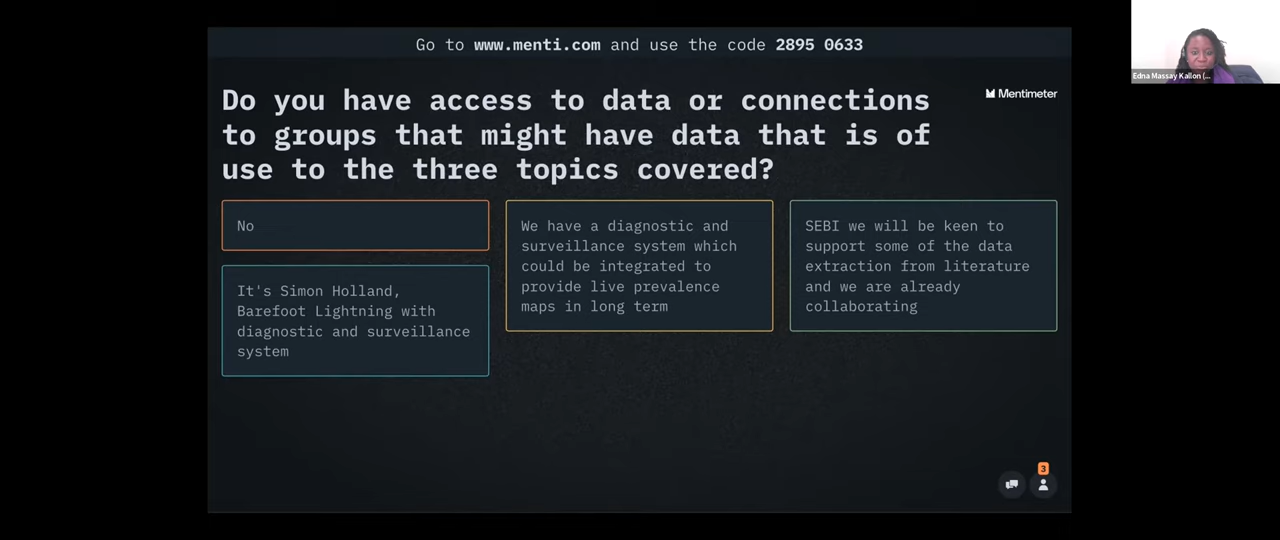 Go to www.menti.com and use the code 2895 0633
Mentimeter
Do you have access to data or connections
to groups that might have data that is of
use to the three topics covered?
No
It's Simon Holland,
Barefoot Lightning with
diagnostic and surveillance
system
We have a diagnostic and
surveillance system which
could be integrated to
provide live prevalence
maps in long term
SEBI we will be keen to
support some of the data
extraction from literature
and we are already
collaborating
3
Edna Massay Kallon (...